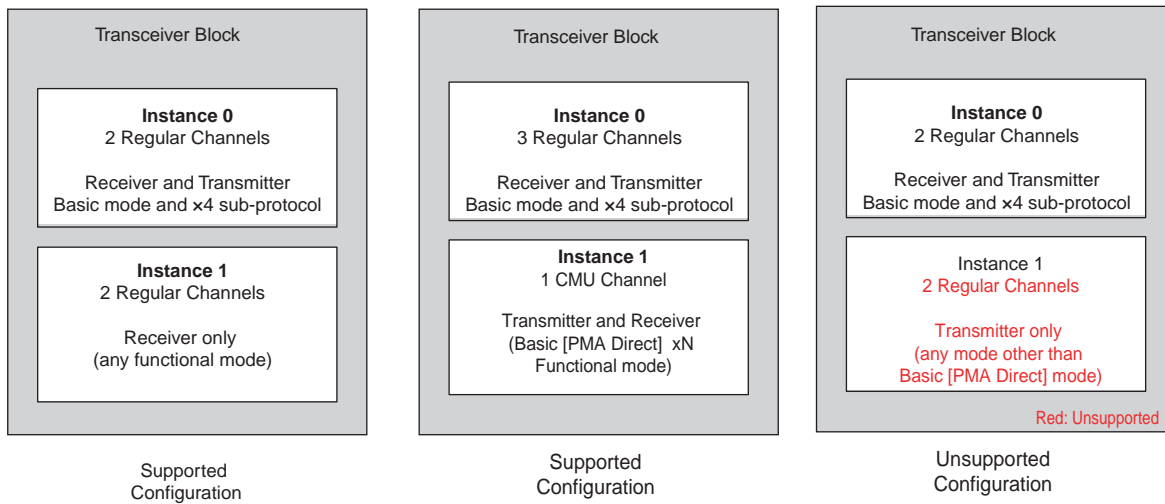 Transceiver Block
Instance 0
2 Regular Channels
Receiver and Transmitter
Basic mode and ×4 sub-protocol
Instance 1
2 Regular Channels
Receiver only
(any functional mode)
Supported
Configuration
Transceiver Block
Instance 0
3 Regular Channels
Receiver and Transmitter
Basic mode and ×4 sub-protocol
Instance 1
1 CMU Channel
Transmitter and Receiver
(Basic [PMA Direct] xN
Functional mode)
Supported
Configuration
Transceiver Block
Instance 0
2 Regular Channels
Receiver and Transmitter
Basic mode and ×4 sub-protocol
Instance 1
2 Regular Channels
Transmitter only
(any mode other than
Basic [PMA Direct] mode)
Red: Unsupported
Unsupported
Configuration